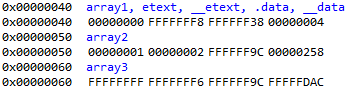 0x00000040 array1, etext, __etext, .data, __data
0x00000040 00000000 FFFFFFF8 FFFFFF38 00000004
0x00000050 array2
0x00000050 00000001 00000002 FFFFFF9C 00000258
0x00000060 array3
0x00000060 FFFFFFFF FFFFFFF6 FFFFFF9C FFFFFDAC